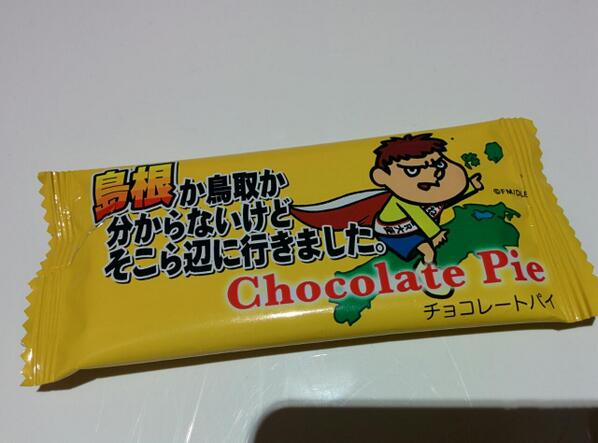 島根か鳥取か
分からないけど
そこら辺に行きました。
Chocolate Pie
チョコレートパイ
©FMIDLE